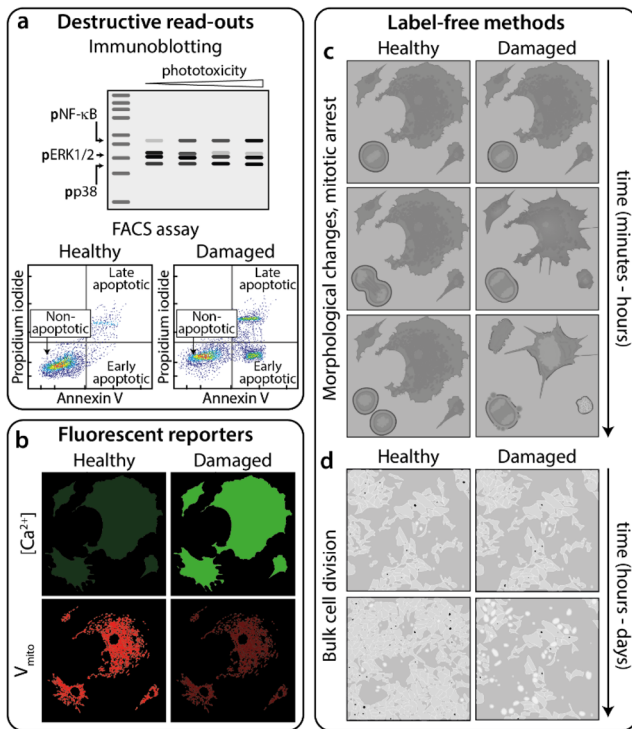 a
Destructive read-outs
Immunoblotting
phototoxicity
pNF-κB
pERK1/2
pp38
FACS assay
Healthy
Damaged
Propidium iodide
Late
apoptotic
Non-
apoptotic
Early
apoptotic
Annexin V
Propidium iodide
Late
apoptotic
Non-
apoptotic
Early
apoptotic
Annexin V
b
Fluorescent reporters
Healthy
Damaged
[Ca²⁺]
Vmito
Label-free methods
c
Healthy
Damaged
Morphological changes, mitotic arrest
time (minutes - hours)
d
Healthy
Damaged
Bulk cell division
time (hours - days)